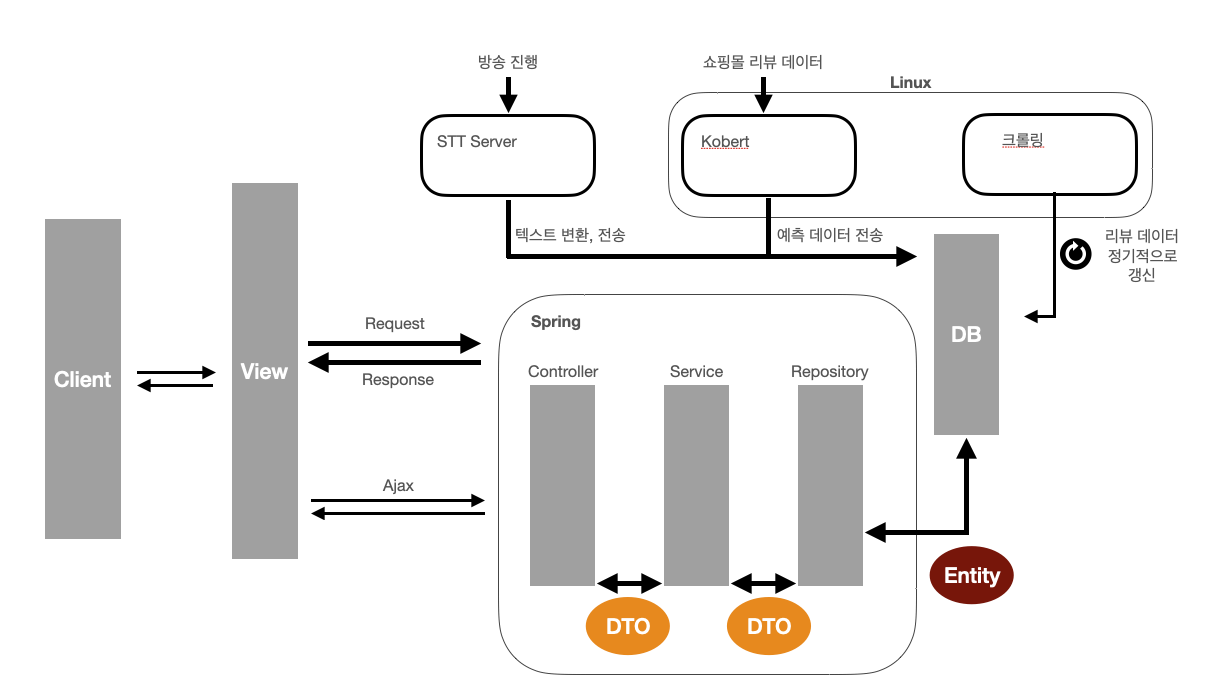 방송 진행
쇼핑몰 리뷰 데이터
Linux
STT Server
Kobert
크롤링
텍스트 변환, 전송
예측 데이터 전송
리뷰 데이터
정기적으로
갱신
Spring
Request
DB
Client
View
Response
Controller
Service
Repository
Ajax
Entity
DTO
DTO